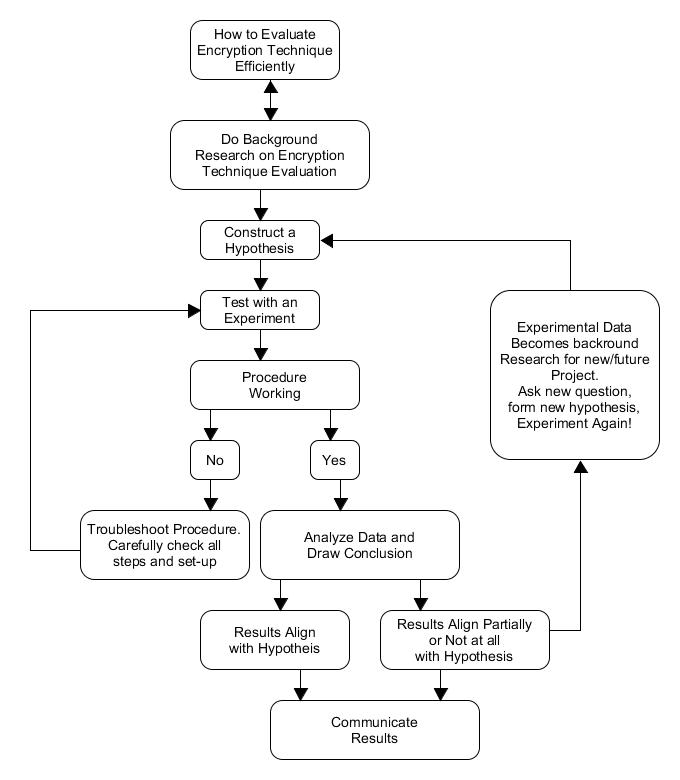 How to Evaluate
Encryption Technique
Efficiently
Do Background
Research on Encryption
Technique Evaluation
Construct a
Hypothesis
Test with an
Experiment
Experimental Data
Becomes backround
Research for new/future
Project.
Ask new question,
form new hypothesis,
Experiment Again!
Procedure
Working
No
Yes
Troubleshoot Procedure.
Carefully check all
steps and set-up
Analyze Data and
Draw Conclusion
Results Align
with Hypotheis
Results Align Partially
or Not at all
with Hypothesis
Communicate
Results